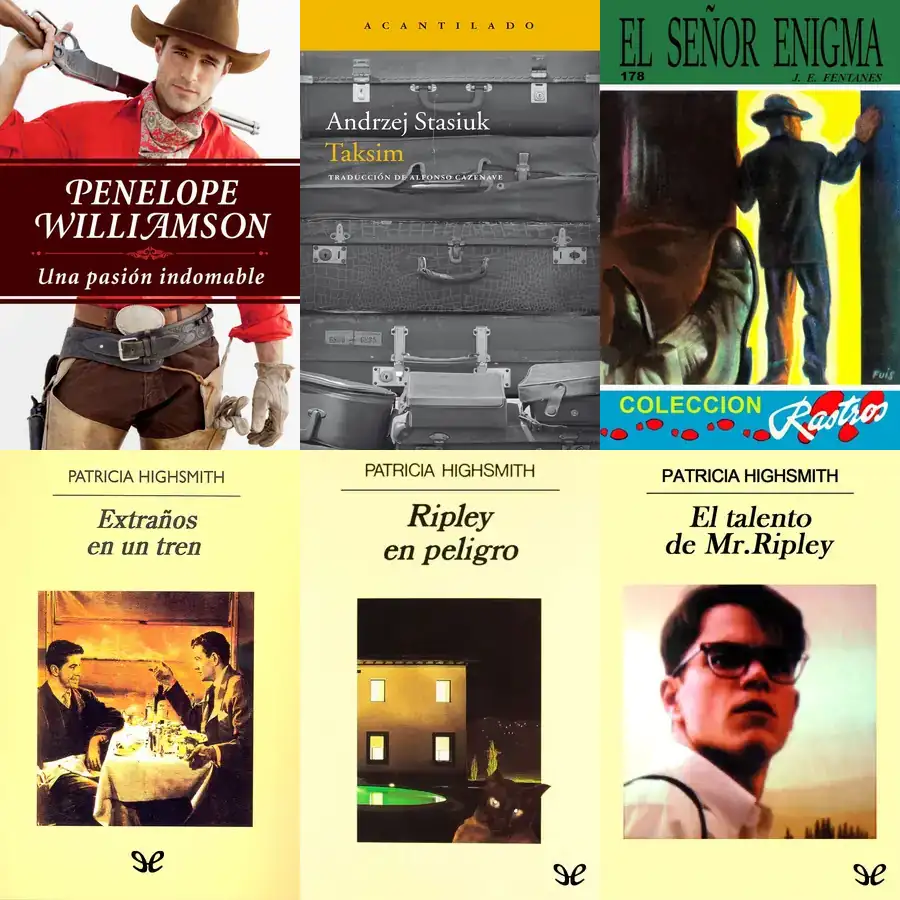 PENELOPE
WILLIAMSON
Una pasión indomable
ACANTILADO
Andrzej Stasiuk
Taksim
TRADUCCIÓN DE ALFONSO CAZENAVE
EL SEÑOR ENIGMA
178
J. E. FENTANES
FUIS
COLECCION
Rastros
PATRICIA HIGHSMITH
Extraños
en un tren
PATRICIA HIGHSMITH
Ripley
en peligro
PATRICIA HIGHSMITH
El talento
de Mr.Ripley